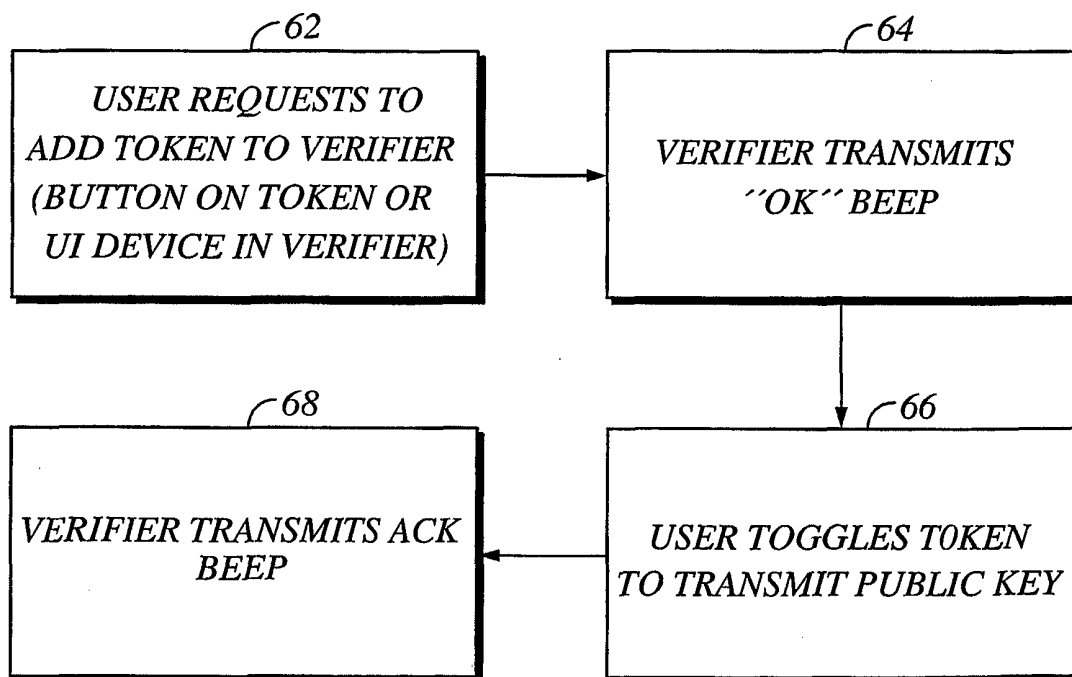 62
USER REQUESTS TO
ADD TOKEN TO VERIFIER
(BUTTON ON TOKEN OR
UI DEVICE IN VERIFIER)
64
VERIFIER TRANSMITS
´´OK´´ BEEP
66
USER TOGGLES T0KEN
TO TRANSMIT PUBLIC KEY
68
VERIFIER TRANSMITS ACK
BEEP